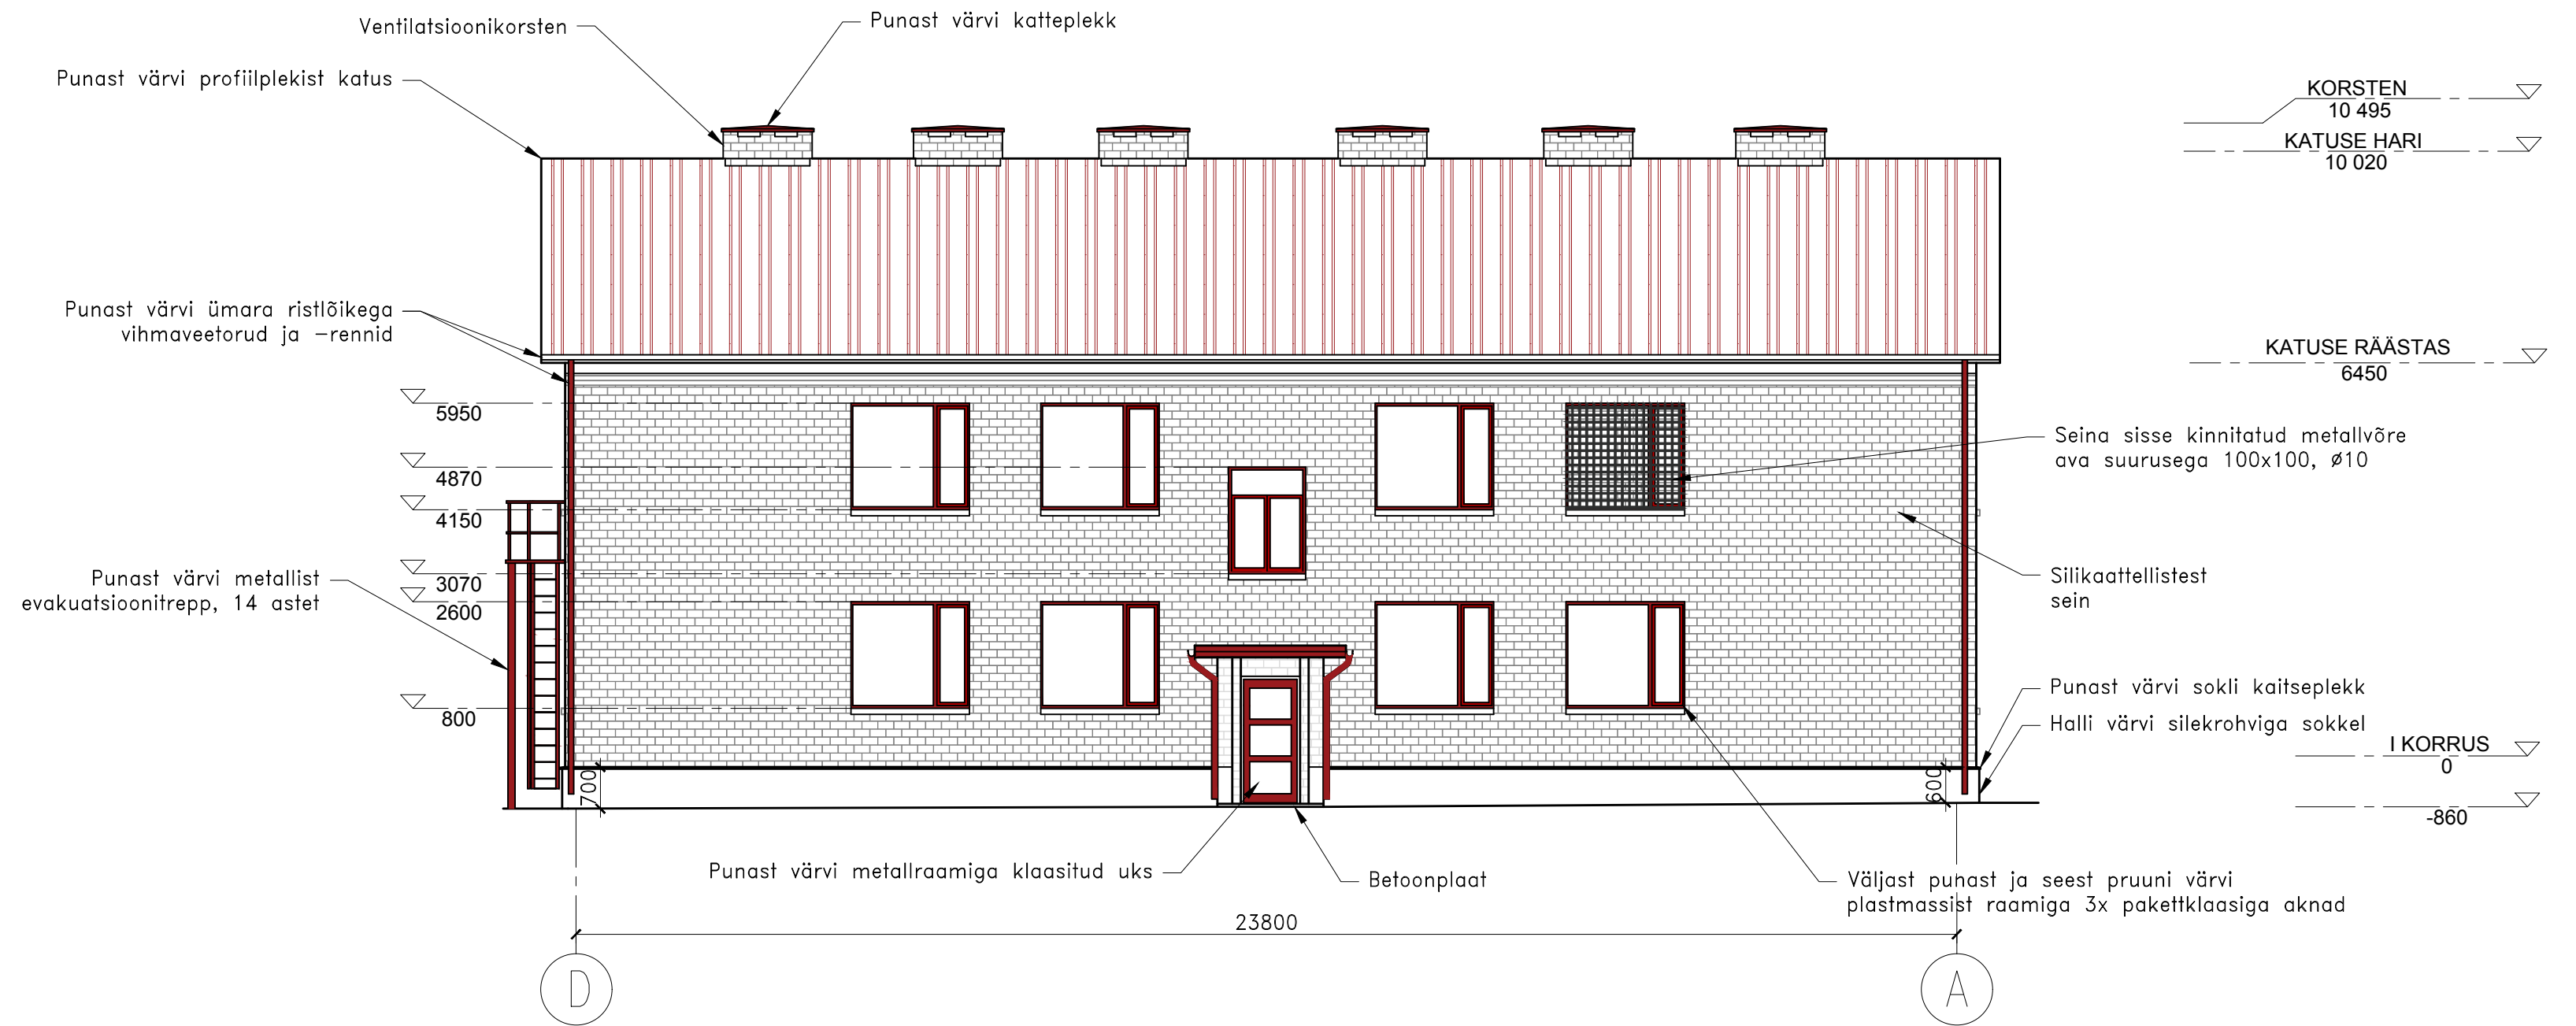 Ventilatsioonikorsten
Punast värvi katteplekk
Punast värvi profiilplekist katus
KORSTEN
10 495
KATUSE HARI
10 020
Punast värvi ümara ristlõikega
vihmaveetorud ja -rennid
KATUSE RÄÄSTAS
6450
5950
4870
4150
3070
2600
800
Seina sisse kinnitatud metallvõre
ava suurusega 100x100, ø10
Silikaattellistest
sein
Punast värvi metallist
evakuatsioonitrepp, 14 astet
Punast värvi sokli kaitseplekk
Halli värvi silekrohviga sokkel
I KORRUS
0
-860
700
600
Punast värvi metallraamiga klaasitud uks
Betoonplaat
Väljast punast ja seest pruuni värvi
plastmassist raamiga 3x pakettklaasiga aknad
23800
D
A